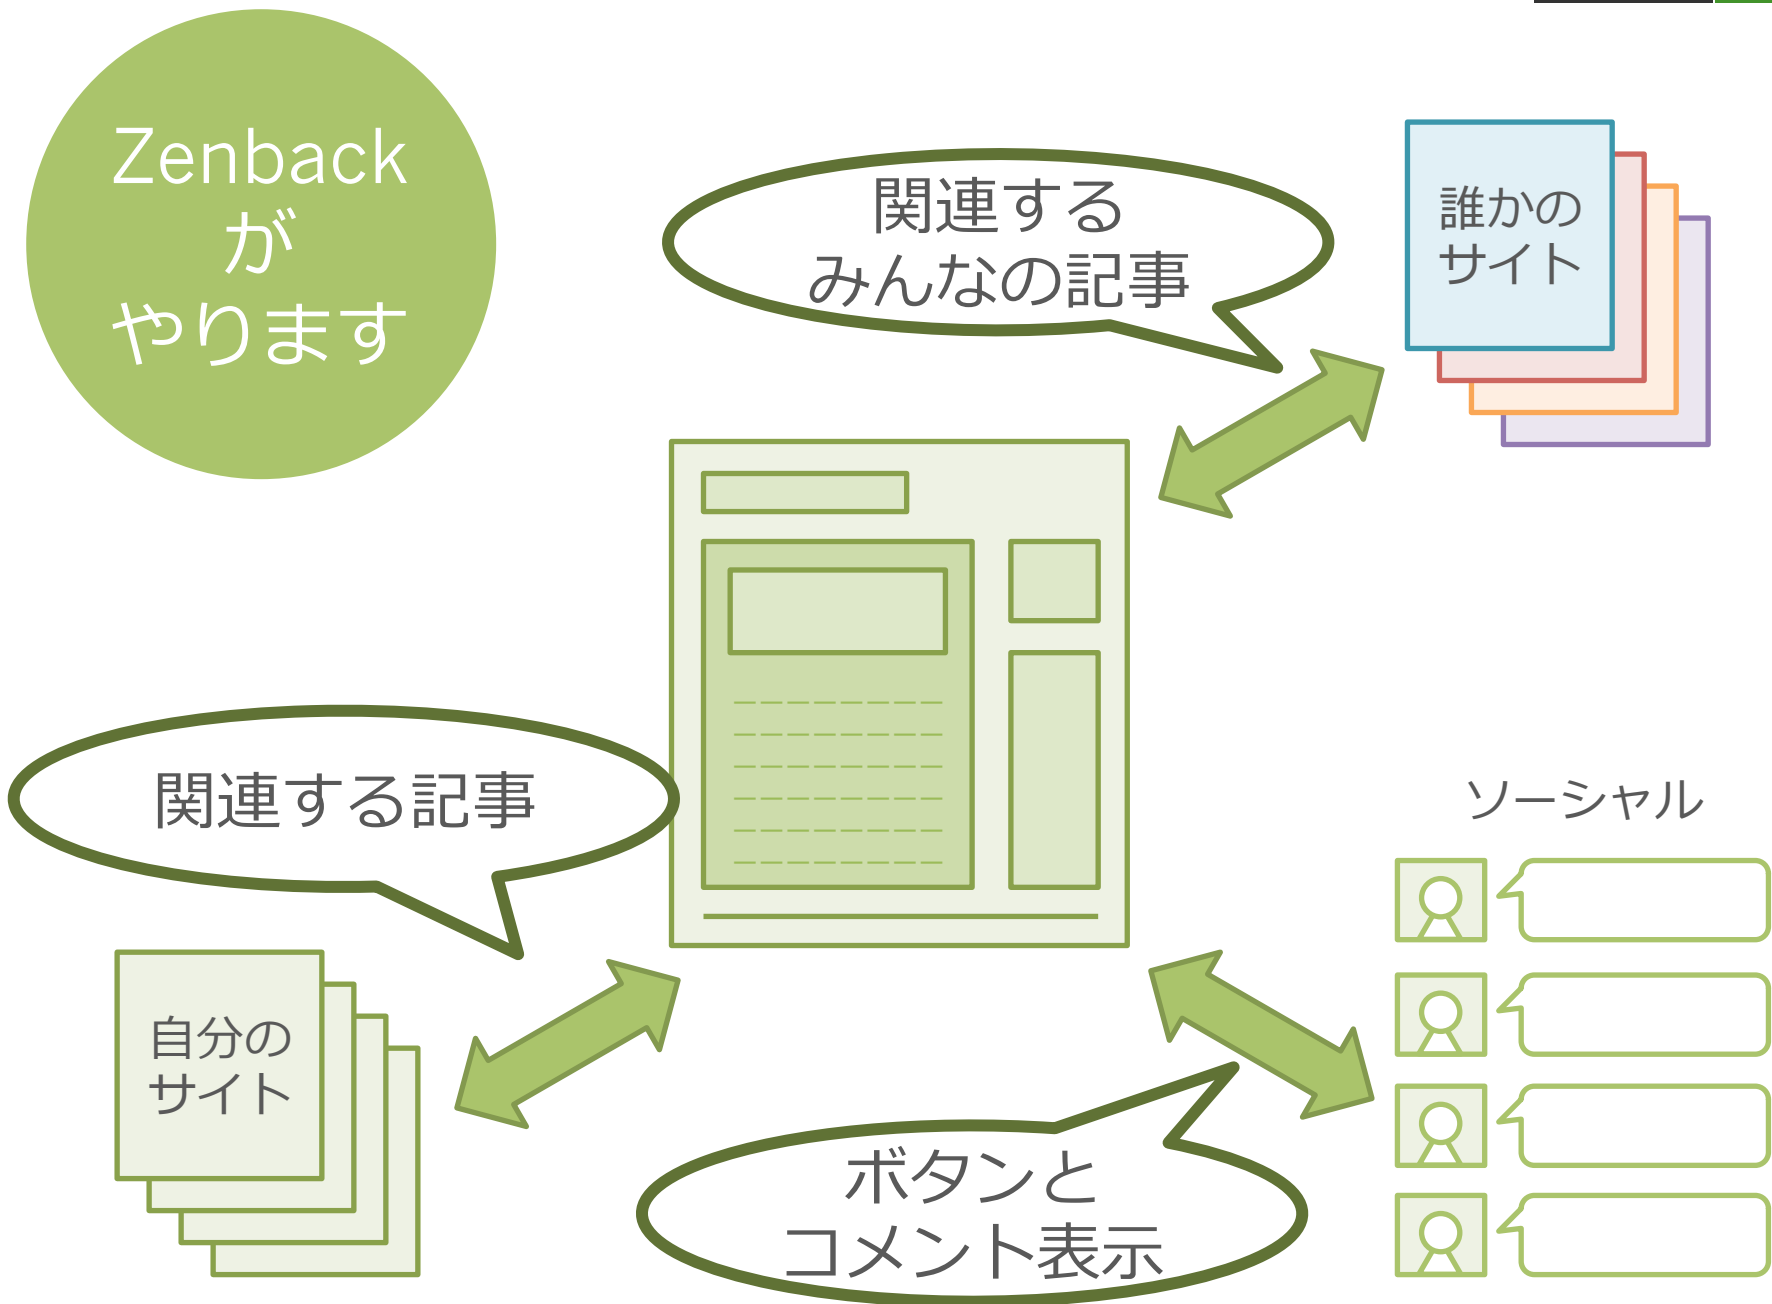 Zenback
が
やります
関連する
みんなの記事
誰かの
サイト
関連する記事
自分の
サイト
ソーシャル
ボタンと
コメント表示